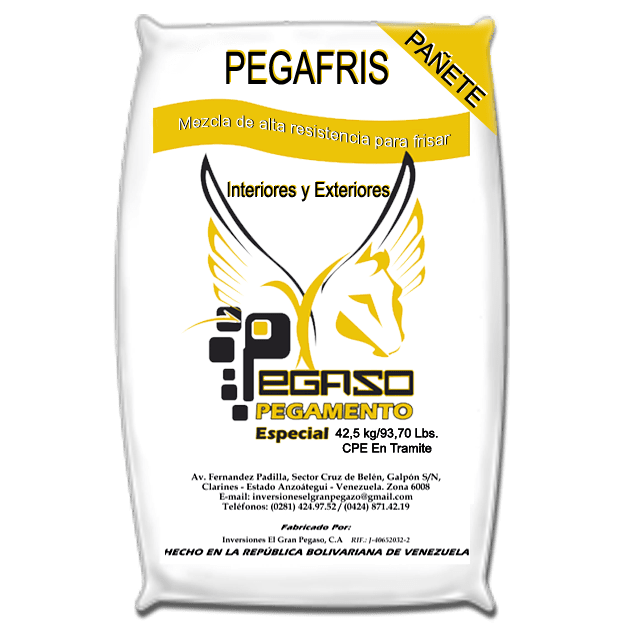 PEGAFRIS
PAÑETE
Mezcla de alta resistencia para frisar
Interiores y Exteriores
PEGASO
PEGAMENTO
Especial 42,5 kg/93,70 Lbs.
CPE En Tramite
Av. Fernandez Padilla, Sector Cruz de Belén, Galpón S/N,
Clarines - Estado Anzoátegui - Venezuela. Zona 6008
E-mail: inversioneselgranpegazo@gmail.com
Teléfonos: (0281) 424.97.52 / (0424) 871.42.19
Fabricado Por:
Inversiones El Gran Pegaso, C.A RIF.: J-40652032-2
HECHO EN LA REPÚBLICA BOLIVARIANA DE VENEZUELA